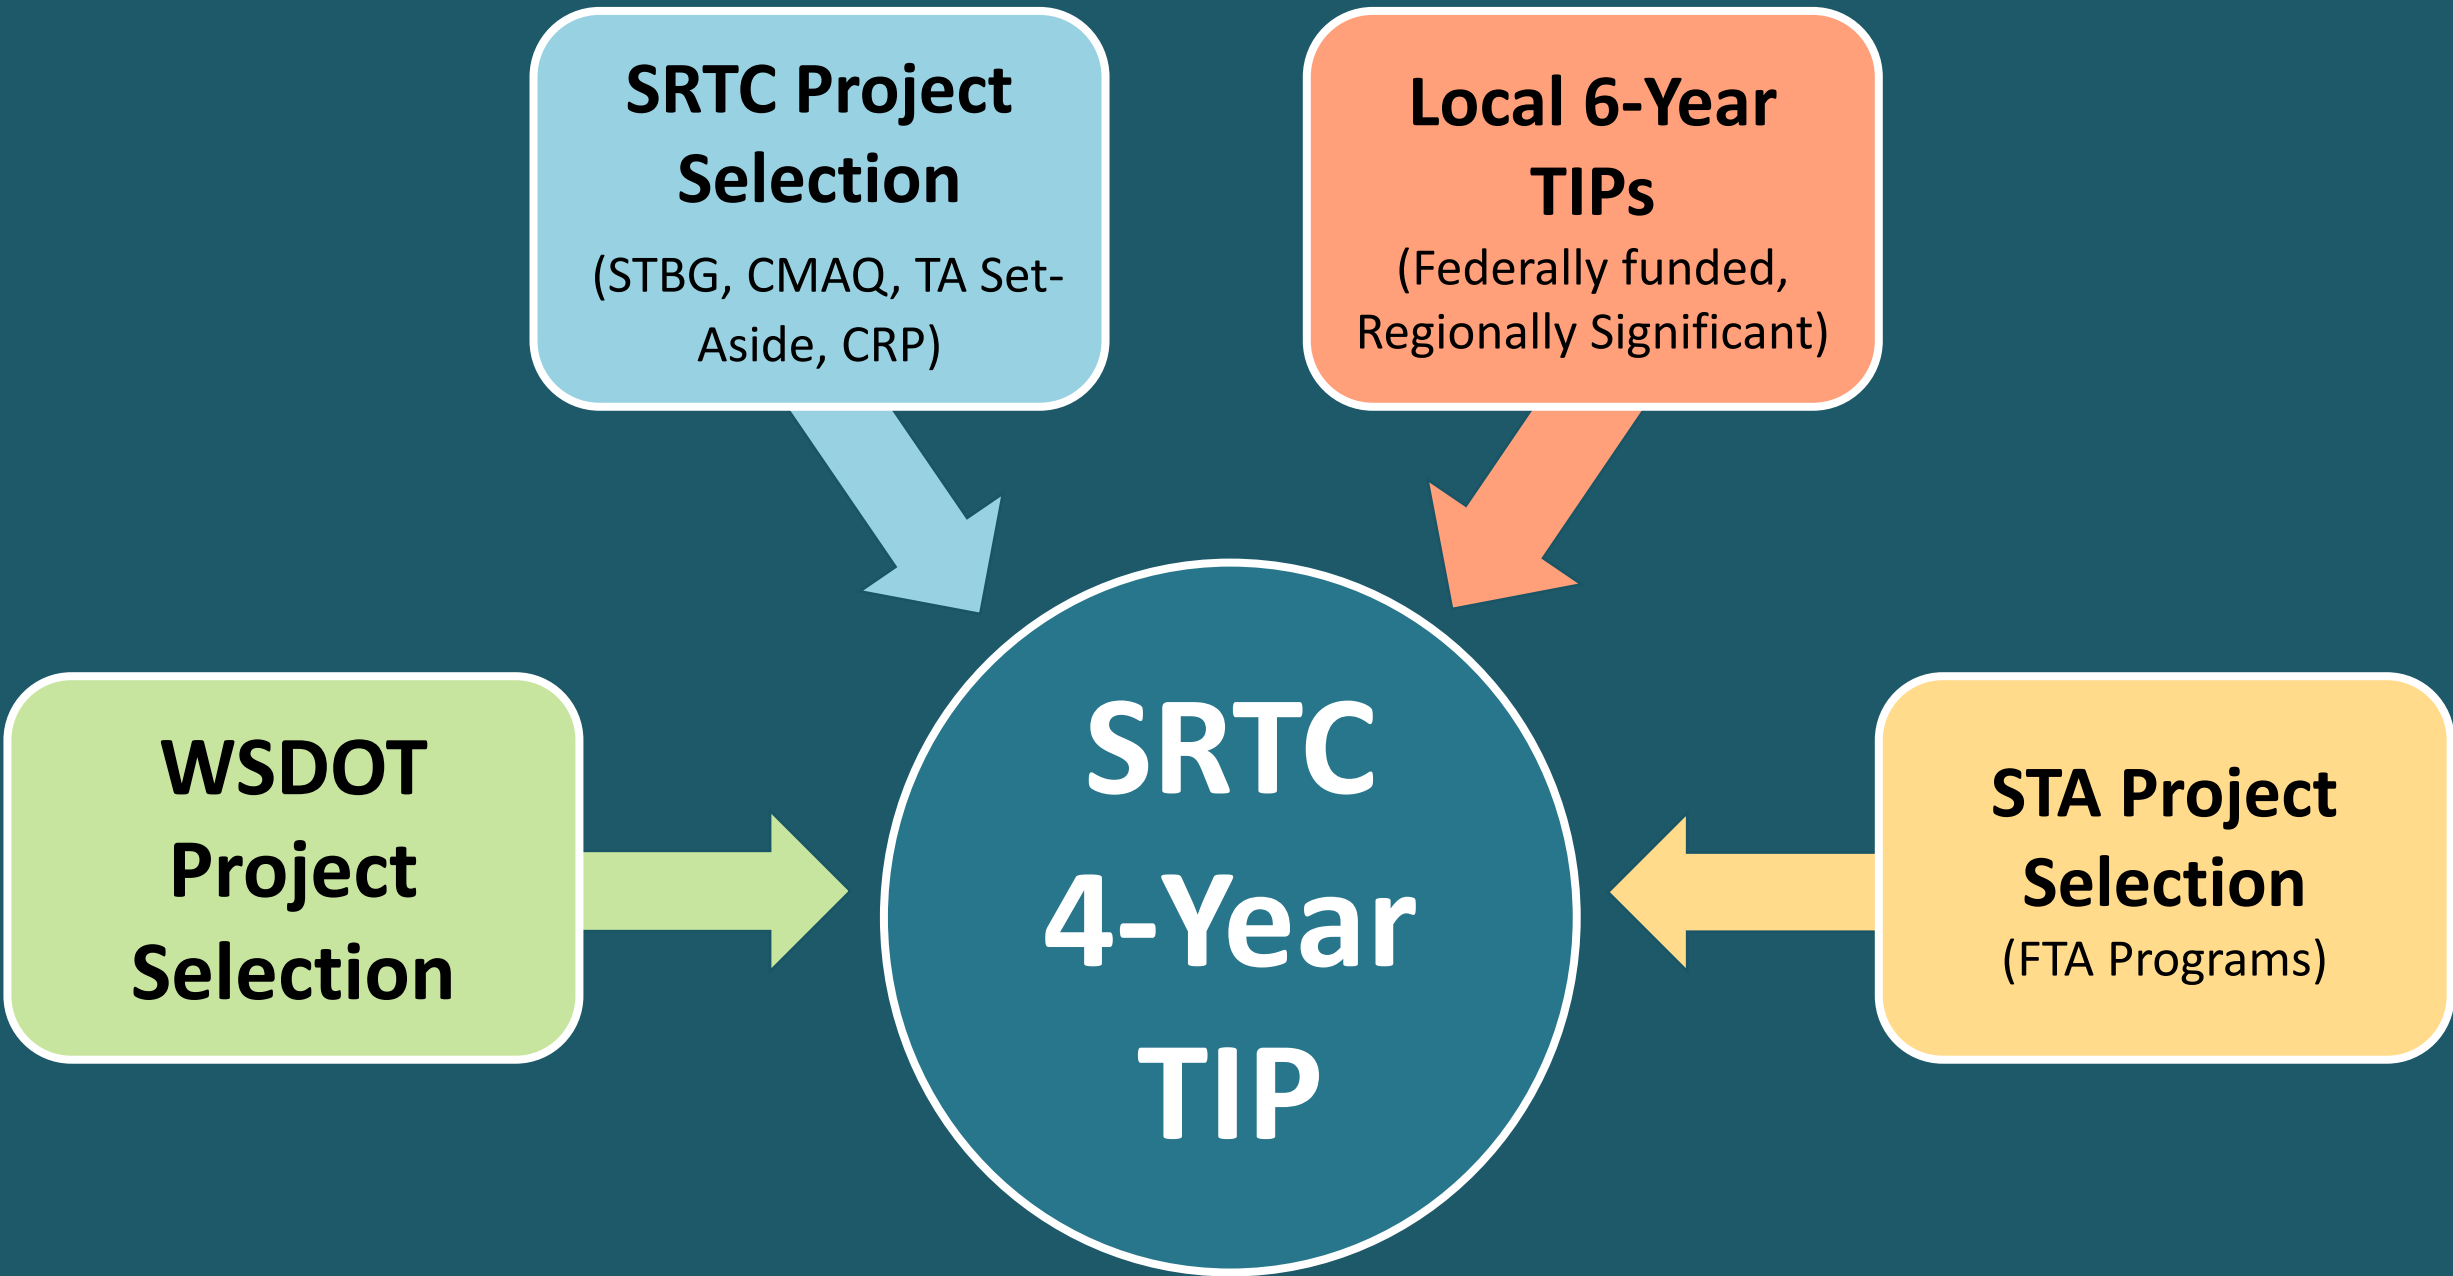 SRTC Project
Selection
(STBG, CMAQ, TA Set-
Aside, CRP)
Local 6-Year
TIPs
(Federally funded,
Regionally Significant)
WSDOT
Project
Selection
SRTC
4-Year
TIP
STA Project
Selection
(FTA Programs)